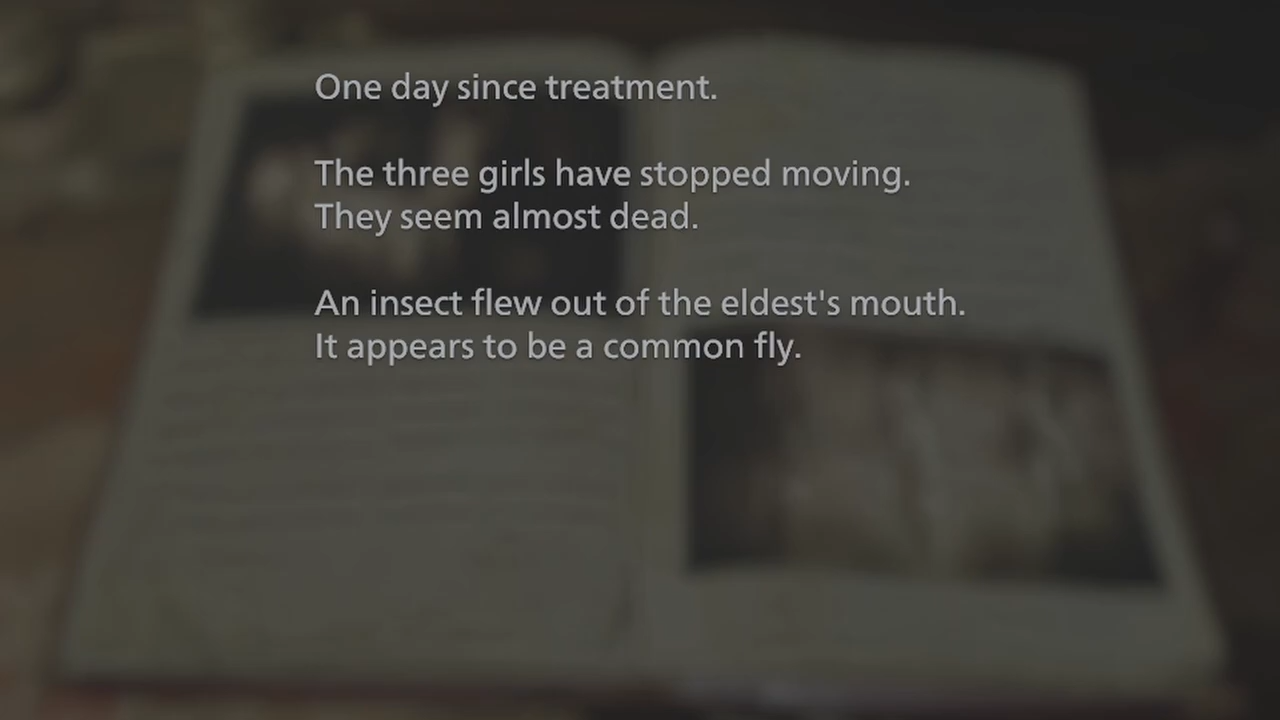 One day since treatment.
The three girls have stopped moving.
They seem almost dead.
An insect flew out of the eldest's mouth.
It appears to be a common fly.